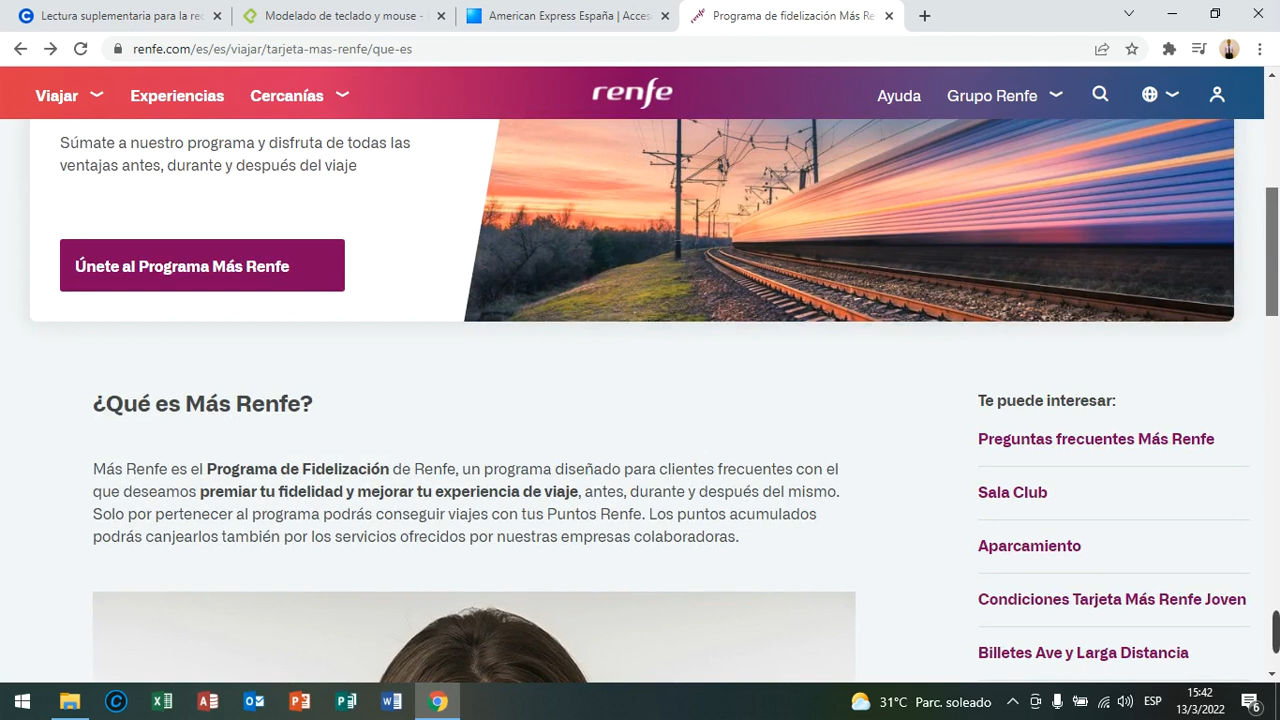 Lectura suplementaria para la rec
Modelado de teclado y mouse -
American Express España | Acces
Programa de fidelización Más Re
renfe.com/es/es/viajar/tarjeta-mas-renfe/que-es
Viajar
Experiencias
Cercanías
renfe
Ayuda
Grupo Renfe
Súmate a nuestro programa y disfruta de todas las
ventajas antes, durante y después del viaje
Únete al Programa Más Renfe
¿Qué es Más Renfe?
Más Renfe es el Programa de Fidelización de Renfe, un programa diseñado para clientes frecuentes con el
que deseamos premiar tu fidelidad y mejorar tu experiencia de viaje, antes, durante y después del mismo.
Solo por pertenecer al programa podrás conseguir viajes con tus Puntos Renfe. Los puntos acumulados
podrás canjearlos también por los servicios ofrecidos por nuestras empresas colaboradoras.
Te puede interesar:
Preguntas frecuentes Más Renfe
Sala Club
Aparcamiento
Condiciones Tarjeta Más Renfe Joven
Billetes Ave y Larga Distancia
31°C Parc. soleado
ESP
15:42
13/3/2022
6